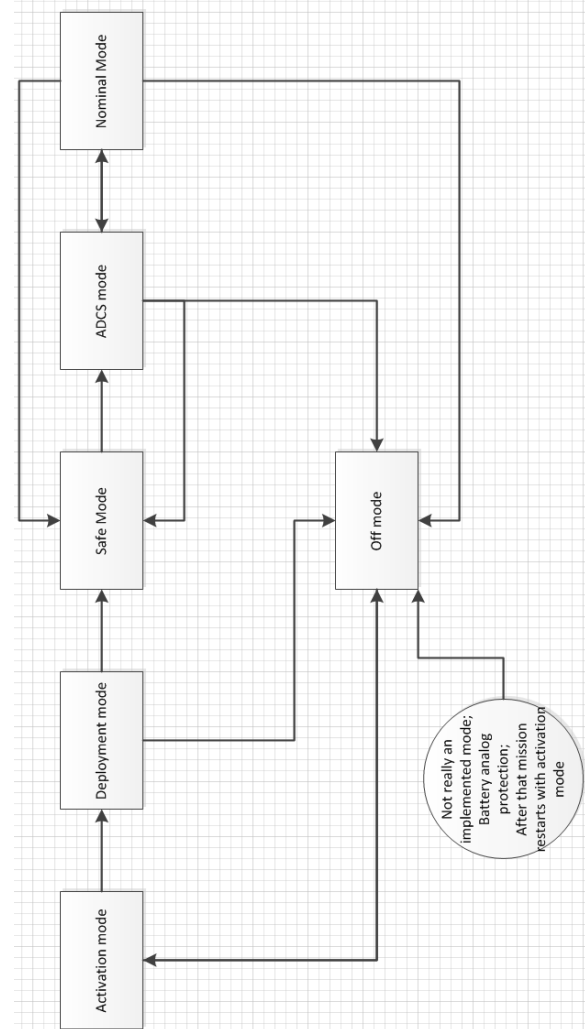 Activation mode
Deployment mode
Safe Mode
ADCS mode
Nominal Mode
Off mode
Not really an
implemented mode;
Battery analog
protection;
After that mission
restarts with activation
mode